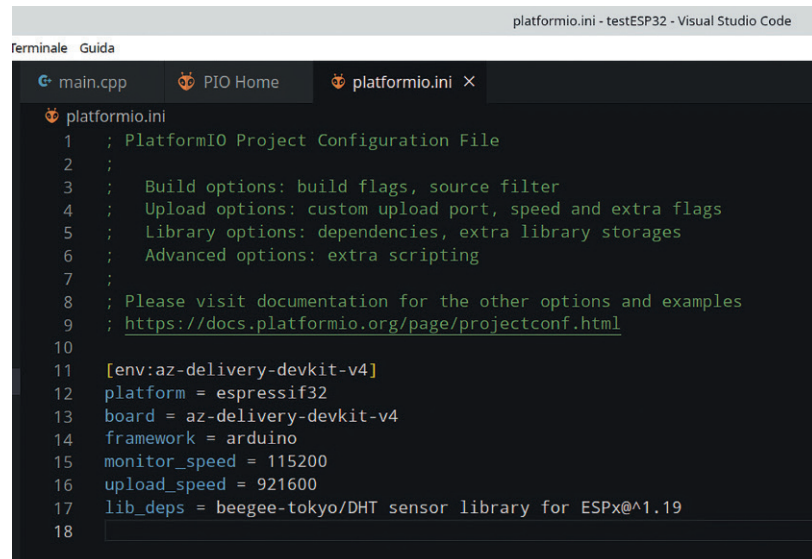 platformio.ini - testESP32 - Visual Studio Code
Terminale Guida
main.cpp PIO Home platformio.ini ×
platformio.ini
1 ; PlatformIO Project Configuration File
2 ;
3 ;   Build options: build flags, source filter
4 ;   Upload options: custom upload port, speed and extra flags
5 ;   Library options: dependencies, extra library storages
6 ;   Advanced options: extra scripting
7 ;
8 ; Please visit documentation for the other options and examples
9 ; https://docs.platformio.org/page/projectconf.html
10
11 [env:az-delivery-devkit-v4]
12 platform = espressif32
13 board = az-delivery-devkit-v4
14 framework = arduino
15 monitor_speed = 115200
16 upload_speed = 921600
17 lib_deps = beegee-tokyo/DHT sensor library for ESPx@^1.19
18